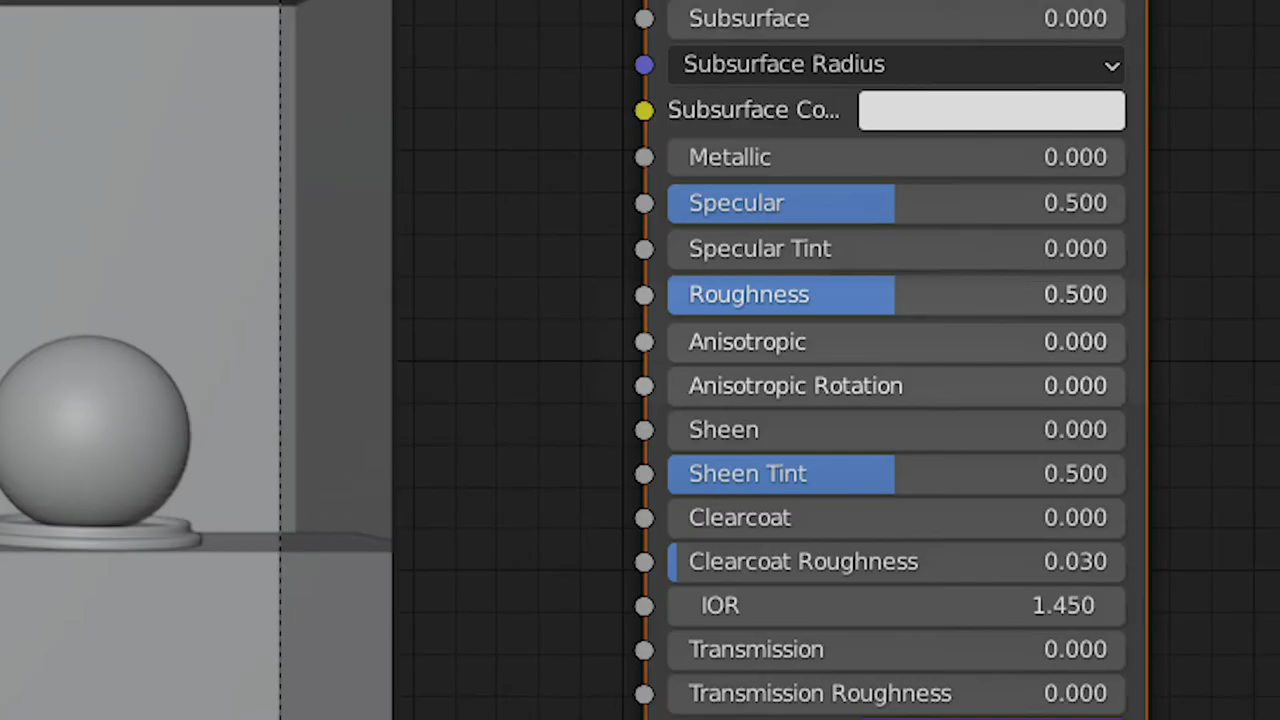 Subsurface 0.000
Subsurface Radius
Subsurface Co...
Metallic 0.000
Specular 0.500
Specular Tint 0.000
Roughness 0.500
Anisotropic 0.000
Anisotropic Rotation 0.000
Sheen 0.000
Sheen Tint 0.500
Clearcoat 0.000
Clearcoat Roughness 0.030
IOR 1.450
Transmission 0.000
Transmission Roughness 0.000